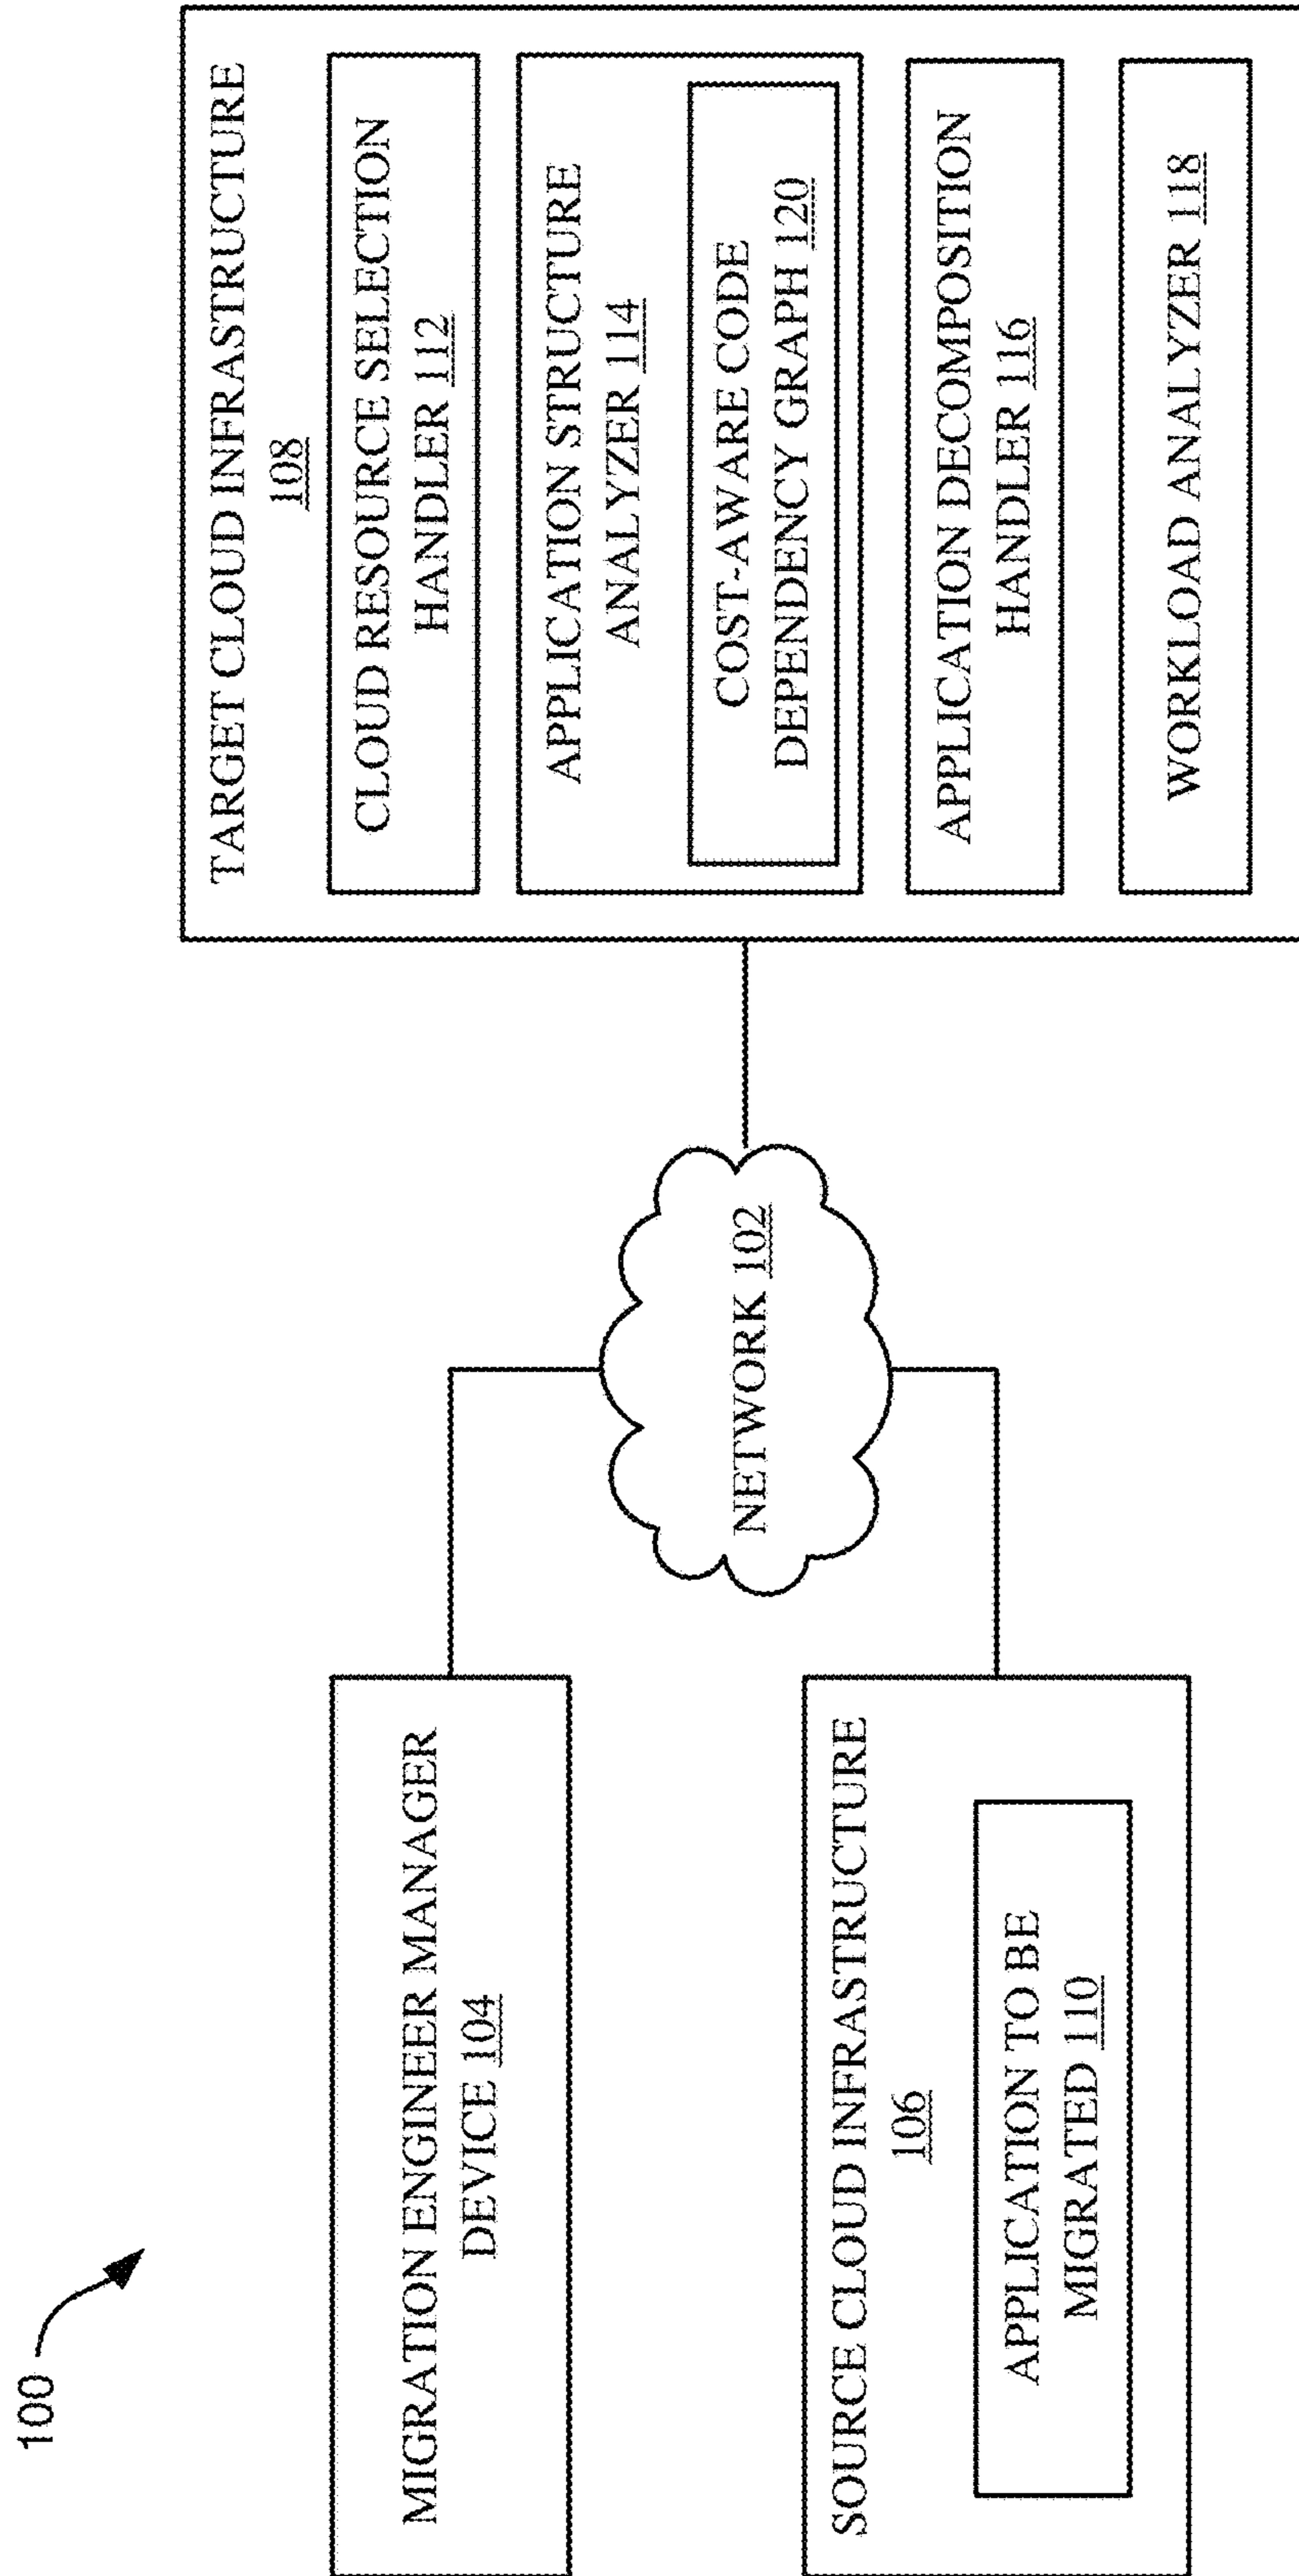 100
MIGRATION ENGINEER MANAGER
DEVICE 104
SOURCE CLOUD INFRASTRUCTURE
106
APPLICATION TO BE
MIGRATED 110
NETWORK 102
TARGET CLOUD INFRASTRUCTURE
108
CLOUD RESOURCE SELECTION
HANDLER 112
APPLICATION STRUCTURE
ANALYZER 114
COST-AWARE CODE
DEPENDENCY GRAPH 120
APPLICATION DECOMPOSITION
HANDLER 116
WORKLOAD ANALYZER 118